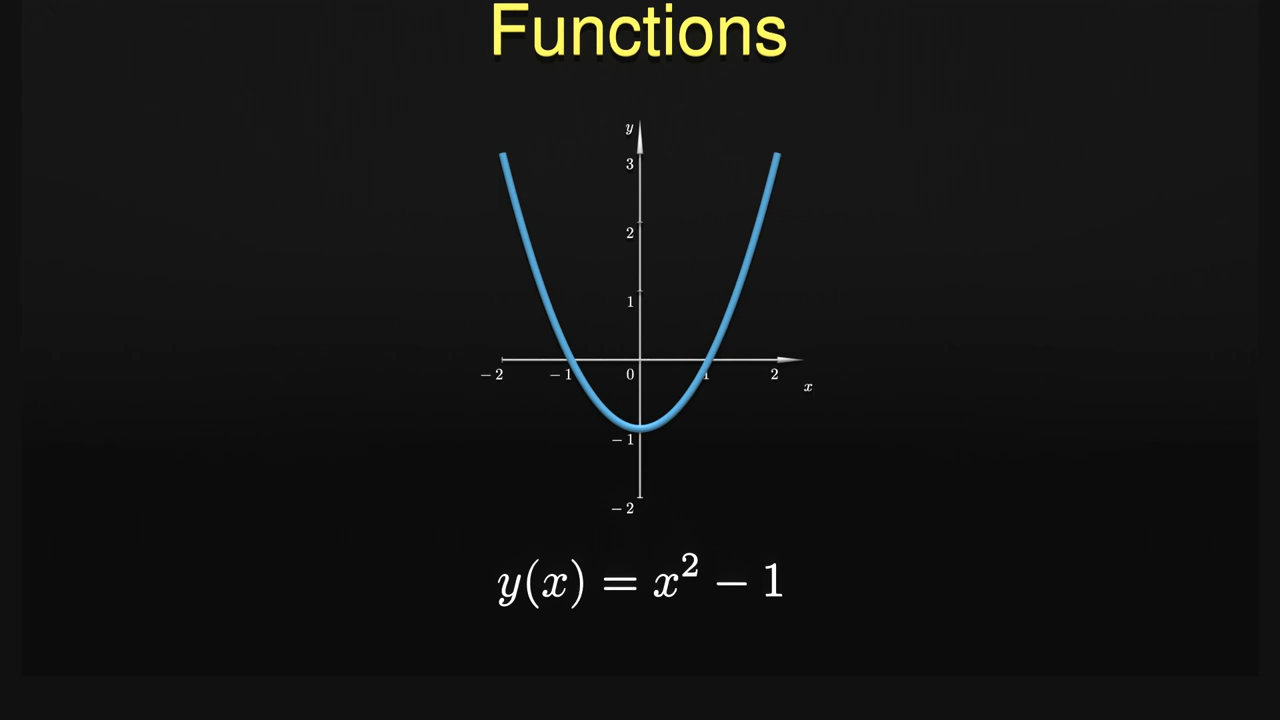 Functions
y
3
2
1
−2 −1 0 1 2
x
−1
−2
y(x) = x² − 1